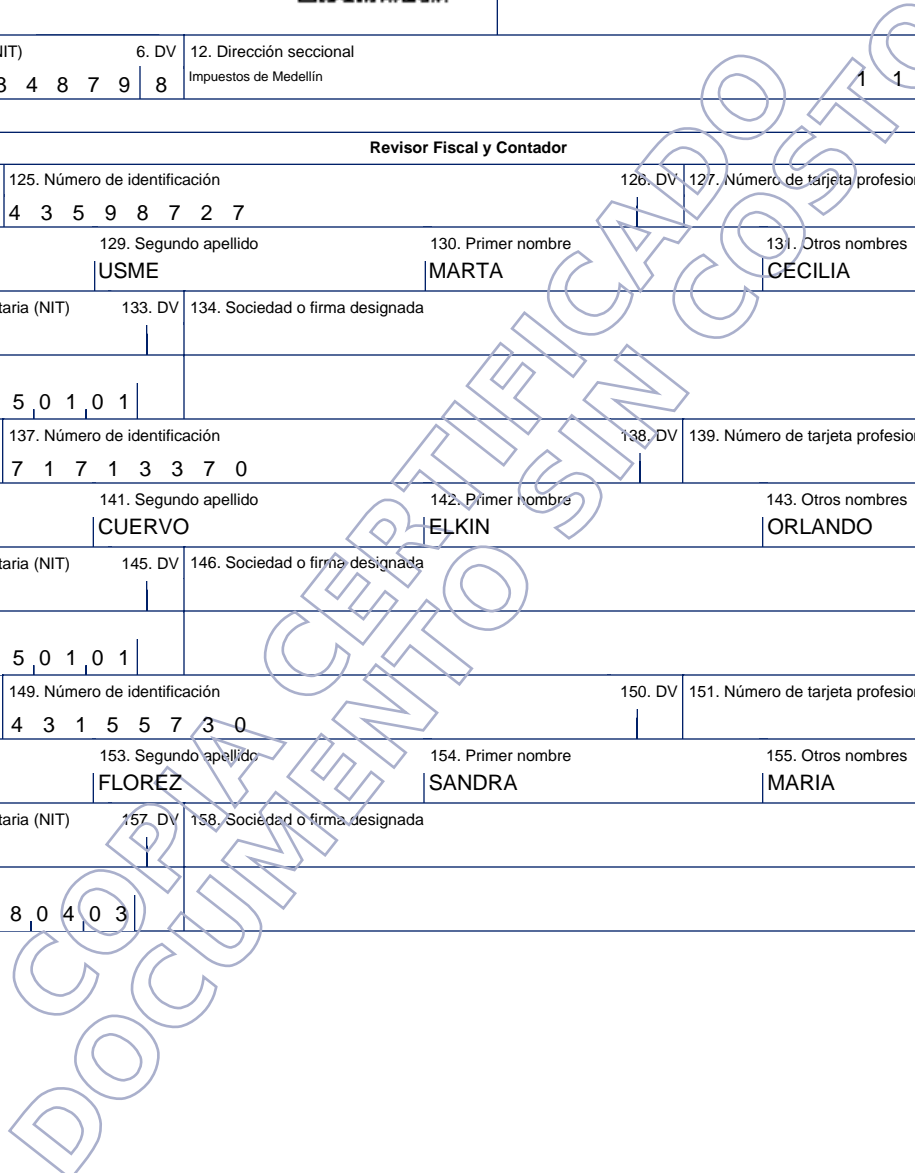 IT) 6. DV 12. Dirección seccional
3 4 8 7 9 8 Impuestos de Medellín 1 1
Revisor Fiscal y Contador
125. Número de identificación 126. DV 127. Número de tarjeta profesion
4 3 5 9 8 7 2 7
129. Segundo apellido 130. Primer nombre 131. Otros nombres
USME MARTA CECILIA
taria (NIT) 133. DV 134. Sociedad o firma designada
5 0 1 0 1
137. Número de identificación 138. DV 139. Número de tarjeta profesion
7 1 7 1 3 3 7 0
141. Segundo apellido 142. Primer nombre 143. Otros nombres
CUERVO ELKIN ORLANDO
taria (NIT) 145. DV 146. Sociedad o firma designada
5 0 1 0 1
149. Número de identificación 150. DV 151. Número de tarjeta profesion
4 3 1 5 5 7 3 0
153. Segundo apellido 154. Primer nombre 155. Otros nombres
FLOREZ SANDRA MARIA
taria (NIT) 157. DV 158. Sociedad o firma designada
8 0 4 0 3
COPIA CERTIFICADO
DOCUMENTO SIN COSTO